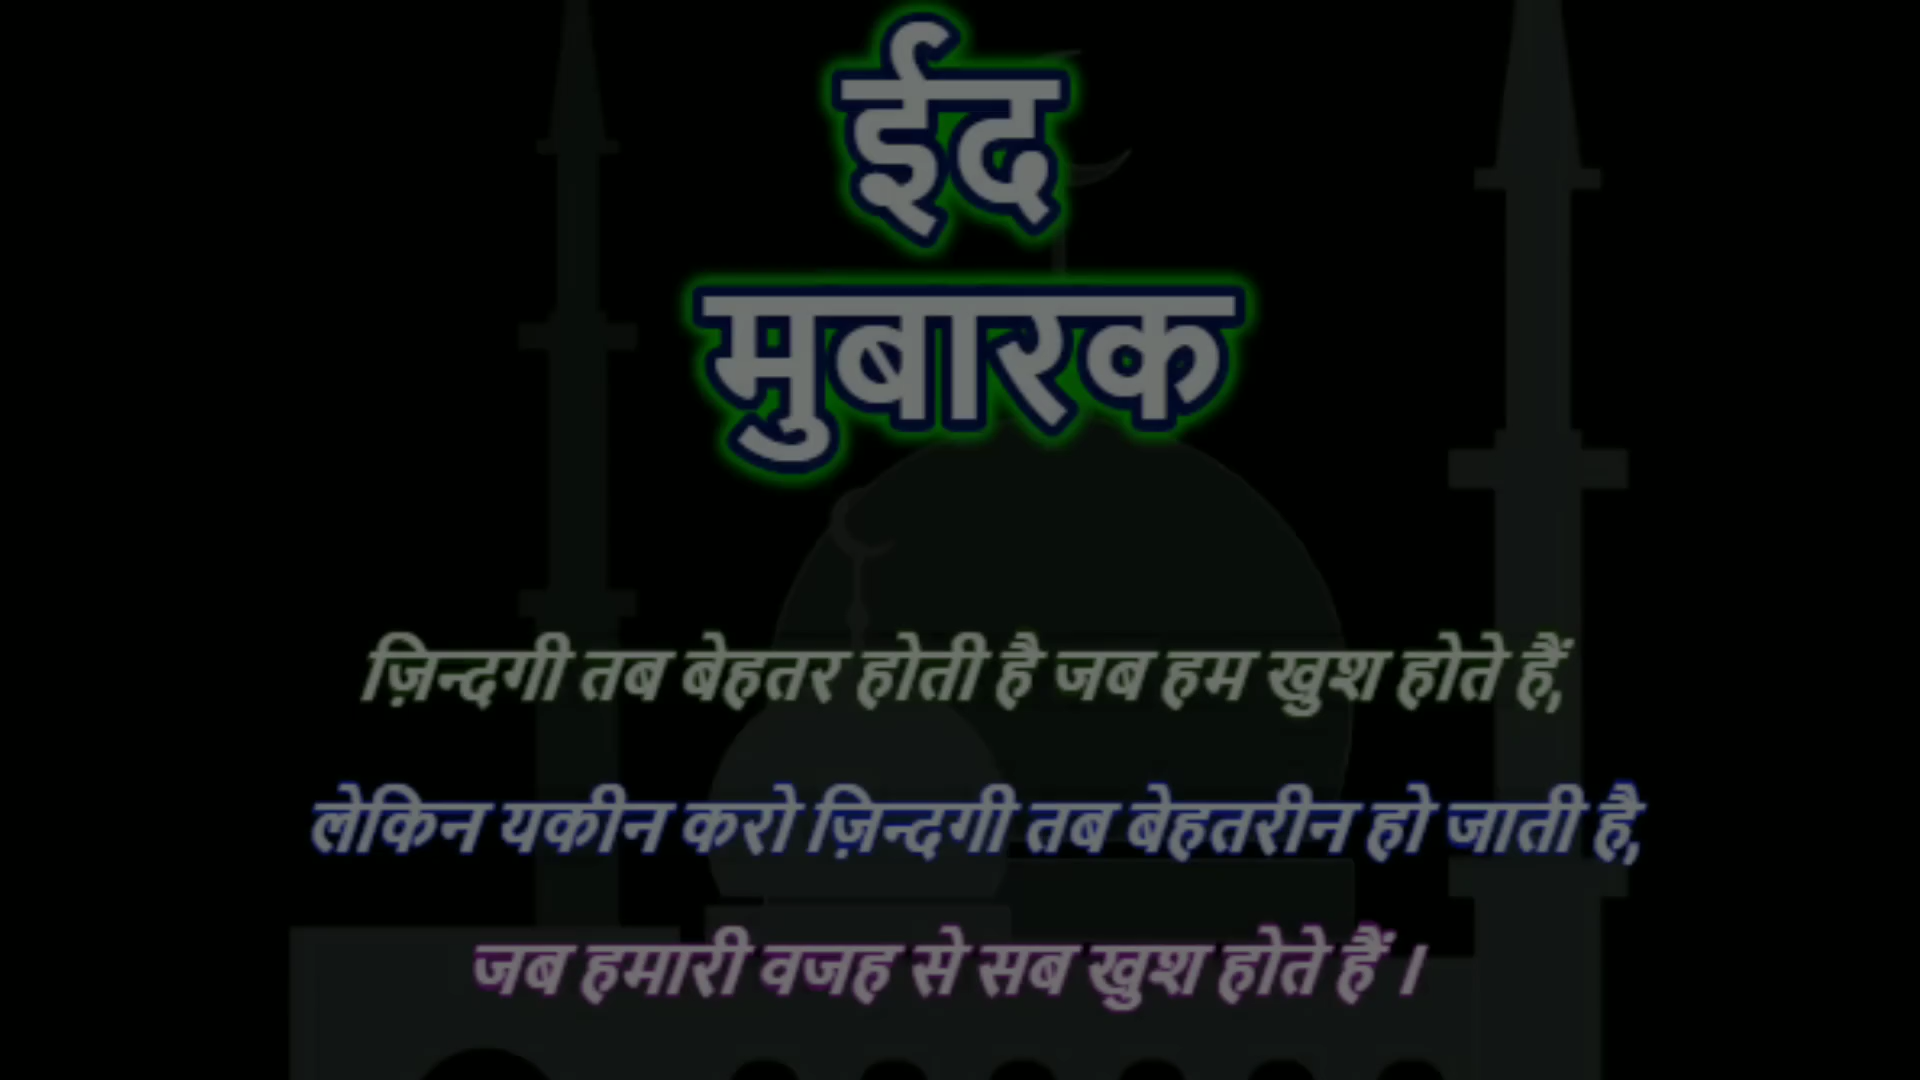 ईद
मुबारक
ज़िन्दगी तब बेहतर होती है जब हम खुश होते हैं,
लेकिन यकीन करो ज़िन्दगी तब बेहतरीन हो जाती है,
जब हमारी वजह से सब खुश होते हैं ।